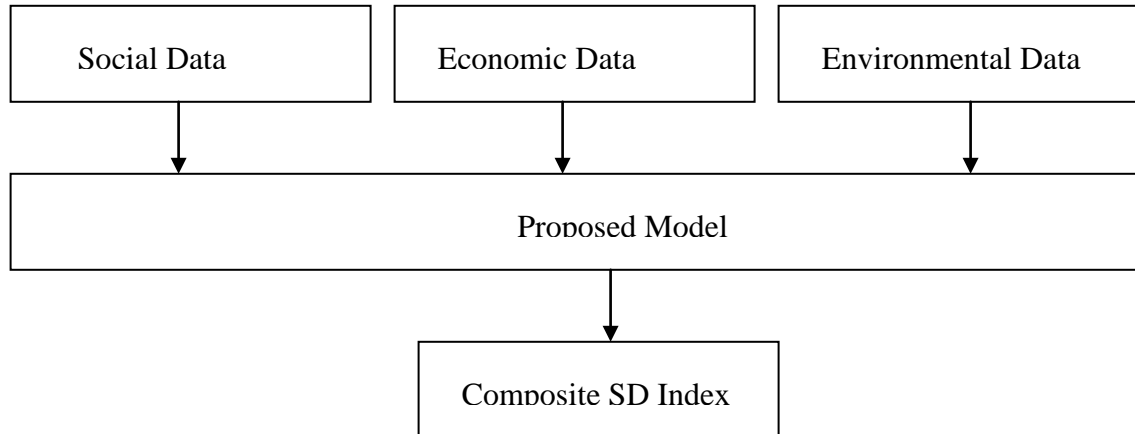 Social Data
Economic Data
Environmental Data
Proposed Model
Composite SD Index